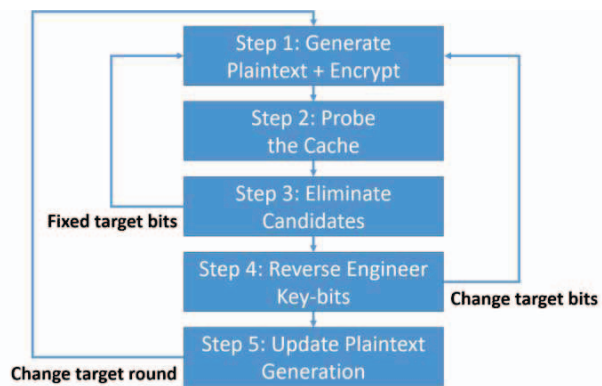 Step 1: Generate
Plaintext + Encrypt
Step 2: Probe
the Cache
Step 3: Eliminate
Candidates
Fixed target bits
Step 4: Reverse Engineer
Key-bits
Change target bits
Step 5: Update Plaintext
Generation
Change target round